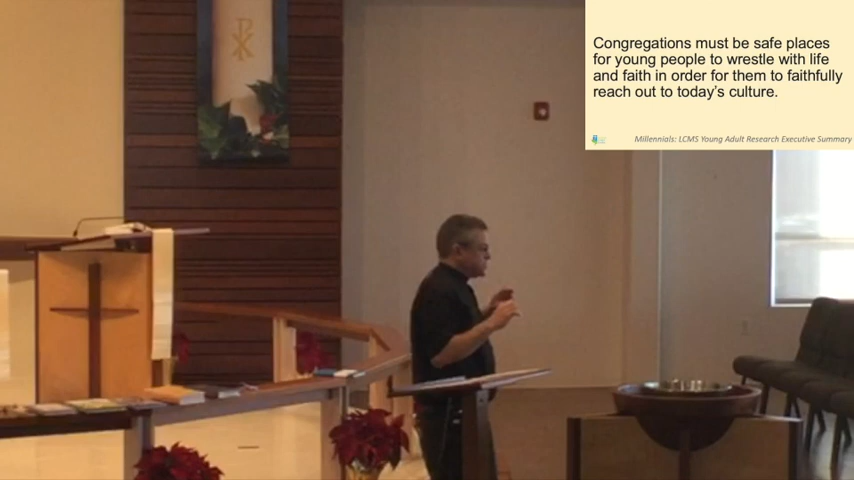 Congregations must be safe places
for young people to wrestle with life
and faith in order for them to faithfully
reach out to today's culture.
Millennials: LCMS Young Adult Research Executive Summary